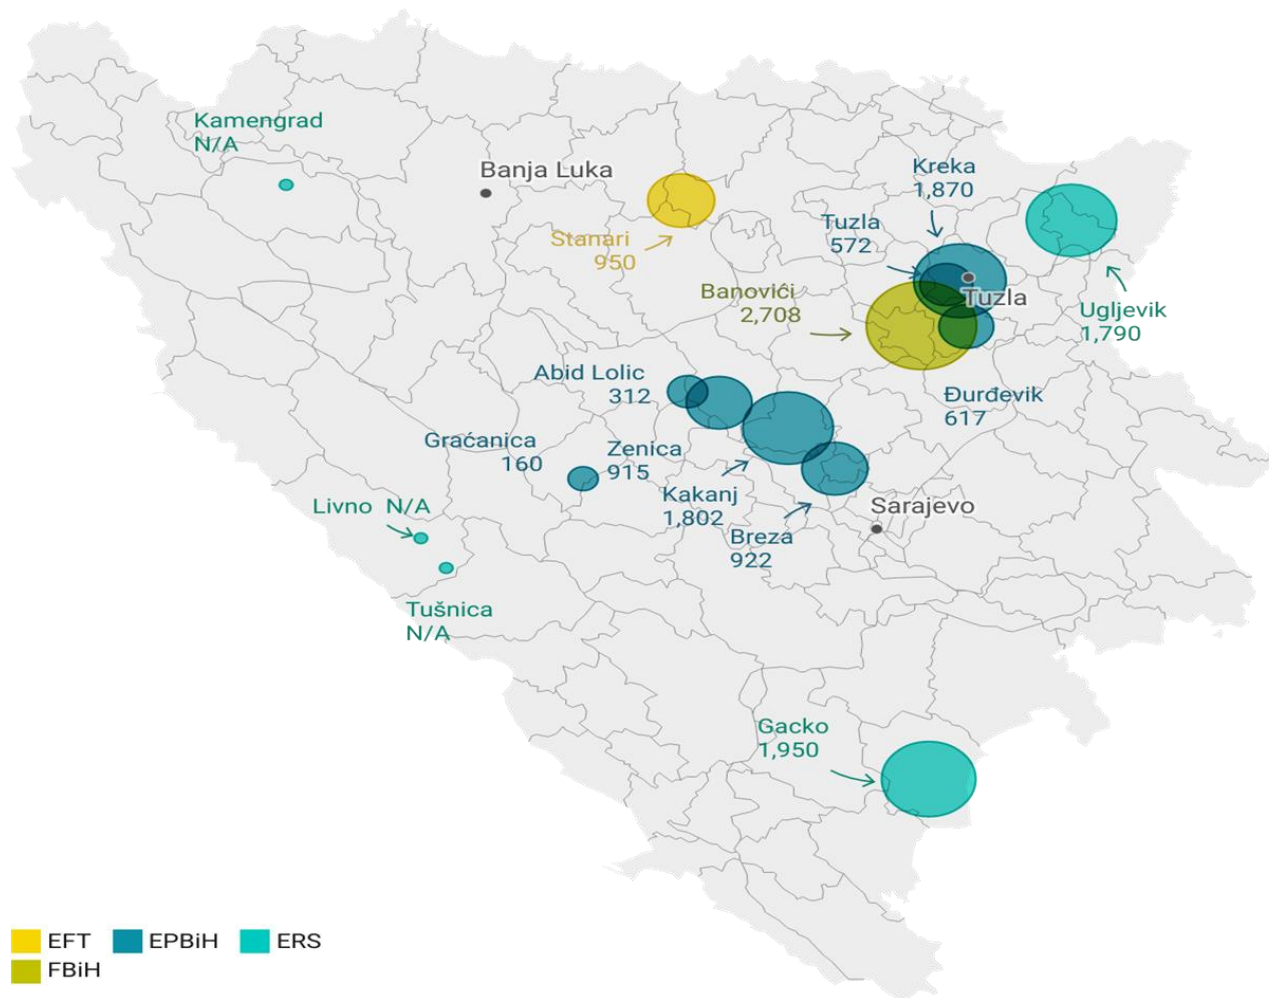 Kamengrad
N/A
Banja Luka
Kreka
1,870
Tuzla
572
Stanari
950
Banovići
2,708
Tuzla
Ugljevik
1,790
Abid Lolic
312
Đurđevik
617
Graćanica
160
Zenica
915
Kakanj
1,802
Livno N/A
Sarajevo
Breza
922
Tušnica
N/A
Gacko
1,950
EFT EPBiH ERS
FBiH